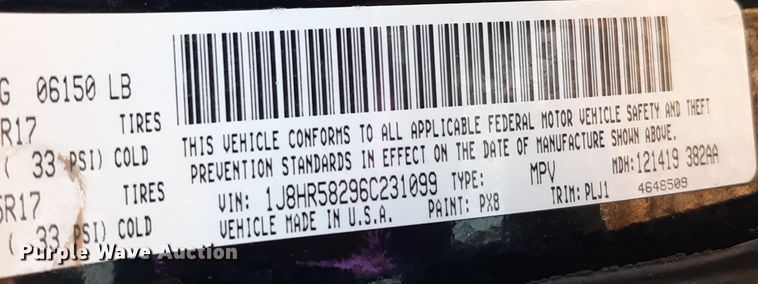 G 06150 LB
R17 TIRES
( 33 PSI) COLD
5R17 TIRES
( 33 PSI) COLD
THIS VEHICLE CONFORMS TO ALL APPLICABLE FEDERAL MOTOR VEHICLE SAFETY AND THEFT
PREVENTION STANDARDS IN EFFECT ON THE DATE OF MANUFACTURE SHOWN ABOVE.
VIN: 1J8HR58296C231099 TYPE: MPV MDH:121419 382AA
VEHICLE MADE IN U.S.A. PAINT: PX8 TRIM: PLJ1 4648509
Purple Wave Auction